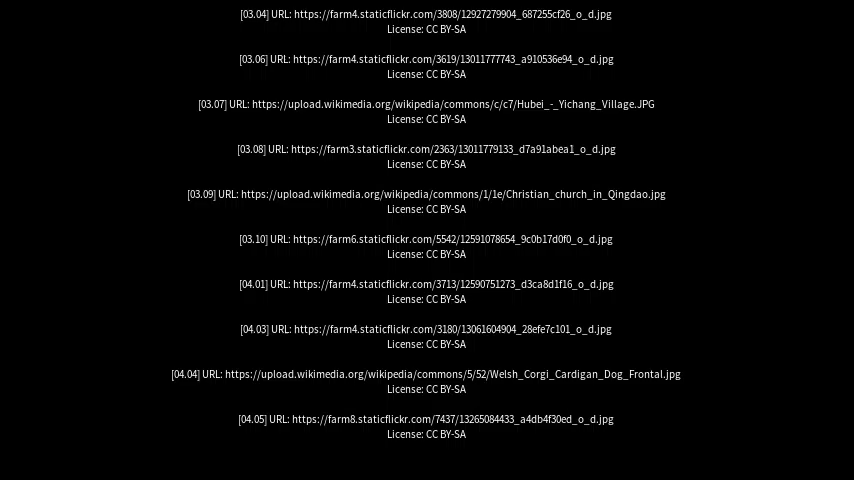 [03.04] URL: https://farm4.staticflickr.com/3808/12927279904_687255cf26_o_d.jpg
License: CC BY-SA
[03.06] URL: https://farm4.staticflickr.com/3619/13011777743_a910536e94_o_d.jpg
License: CC BY-SA
[03.07] URL: https://upload.wikimedia.org/wikipedia/commons/c/c7/Hubei_-_Yichang_Village.JPG
License: CC BY-SA
[03.08] URL: https://farm3.staticflickr.com/2363/13011779133_d7a91abea1_o_d.jpg
License: CC BY-SA
[03.09] URL: https://upload.wikimedia.org/wikipedia/commons/1/1e/Christian_church_in_Qingdao.jpg
License: CC BY-SA
[03.10] URL: https://farm6.staticflickr.com/5542/12591078654_9c0b17d0f0_o_d.jpg
License: CC BY-SA
[04.01] URL: https://farm4.staticflickr.com/3713/12590751273_d3ca8d1f16_o_d.jpg
License: CC BY-SA
[04.03] URL: https://farm4.staticflickr.com/3180/13061604904_28efe7c101_o_d.jpg
License: CC BY-SA
[04.04] URL: https://upload.wikimedia.org/wikipedia/commons/5/52/Welsh_Corgi_Cardigan_Dog_Frontal.jpg
License: CC BY-SA
[04.05] URL: https://farm8.staticflickr.com/7437/13265084433_a4db4f30ed_o_d.jpg
License: CC BY-SA